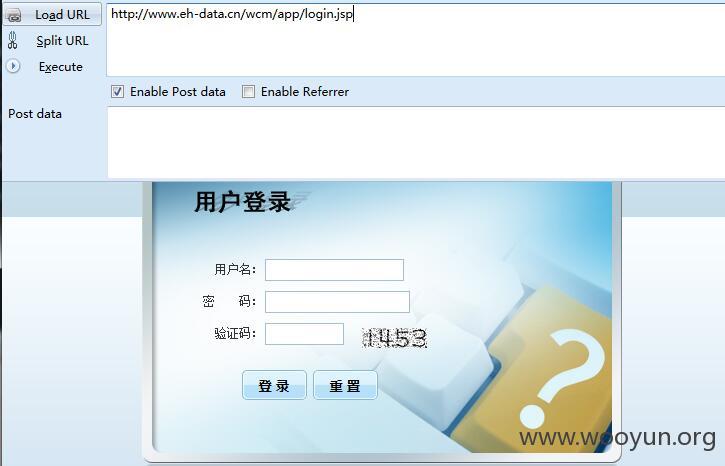 Load URL
http://www.eh-data.cn/wcm/app/login.jsp
Split URL
Execute
Enable Post data
Enable Referrer
Post data
用户登录
用户名:
密 码:
验证码:
1453
登录 重置
www.wooyun.org